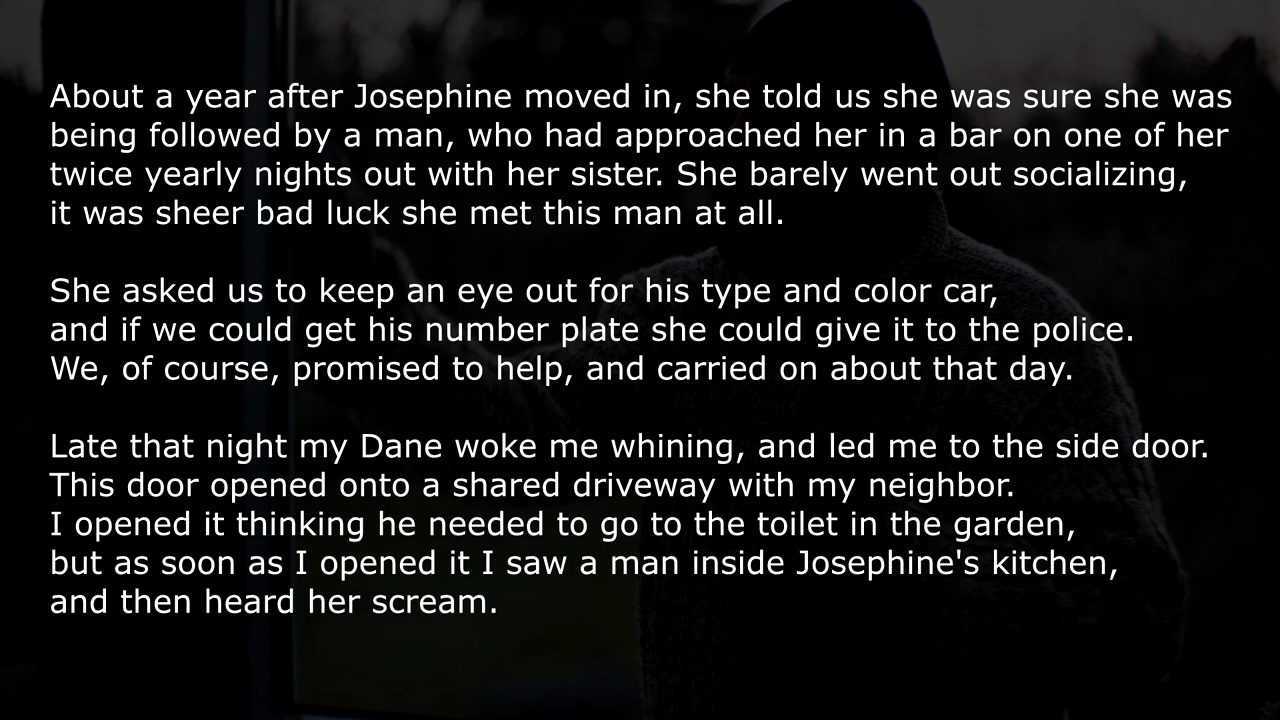 About a year after Josephine moved in, she told us she was sure she was
being followed by a man, who had approached her in a bar on one of her
twice yearly nights out with her sister. She barely went out socializing,
it was sheer bad luck she met this man at all.
She asked us to keep an eye out for his type and color car,
and if we could get his number plate she could give it to the police.
We, of course, promised to help, and carried on about that day.
Late that night my Dane woke me whining, and led me to the side door.
This door opened onto a shared driveway with my neighbor.
I opened it thinking he needed to go to the toilet in the garden,
but as soon as I opened it I saw a man inside Josephine's kitchen,
and then heard her scream.